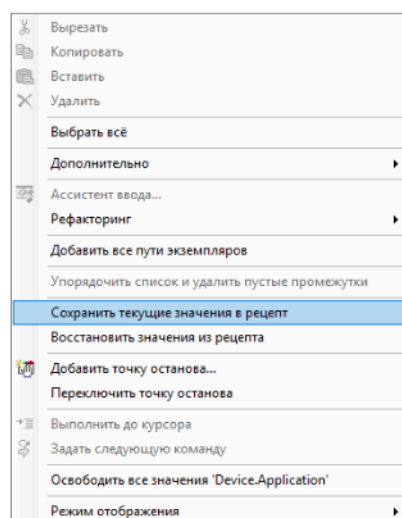 Вырезать
Копировать
Вставить
Удалить
Выбрать всё
Дополнительно
Ассистент ввода...
Рефакторинг
Добавить все пути экземпляров
Упорядочить список и удалить пустые промежутки
Сохранить текущие значения в рецепт
Восстановить значения из рецепта
Добавить точку останова...
Переключить точку останова
Выполнить до курсора
Задать следующую команду
Освободить все значения 'Device.Application'
Режим отображения